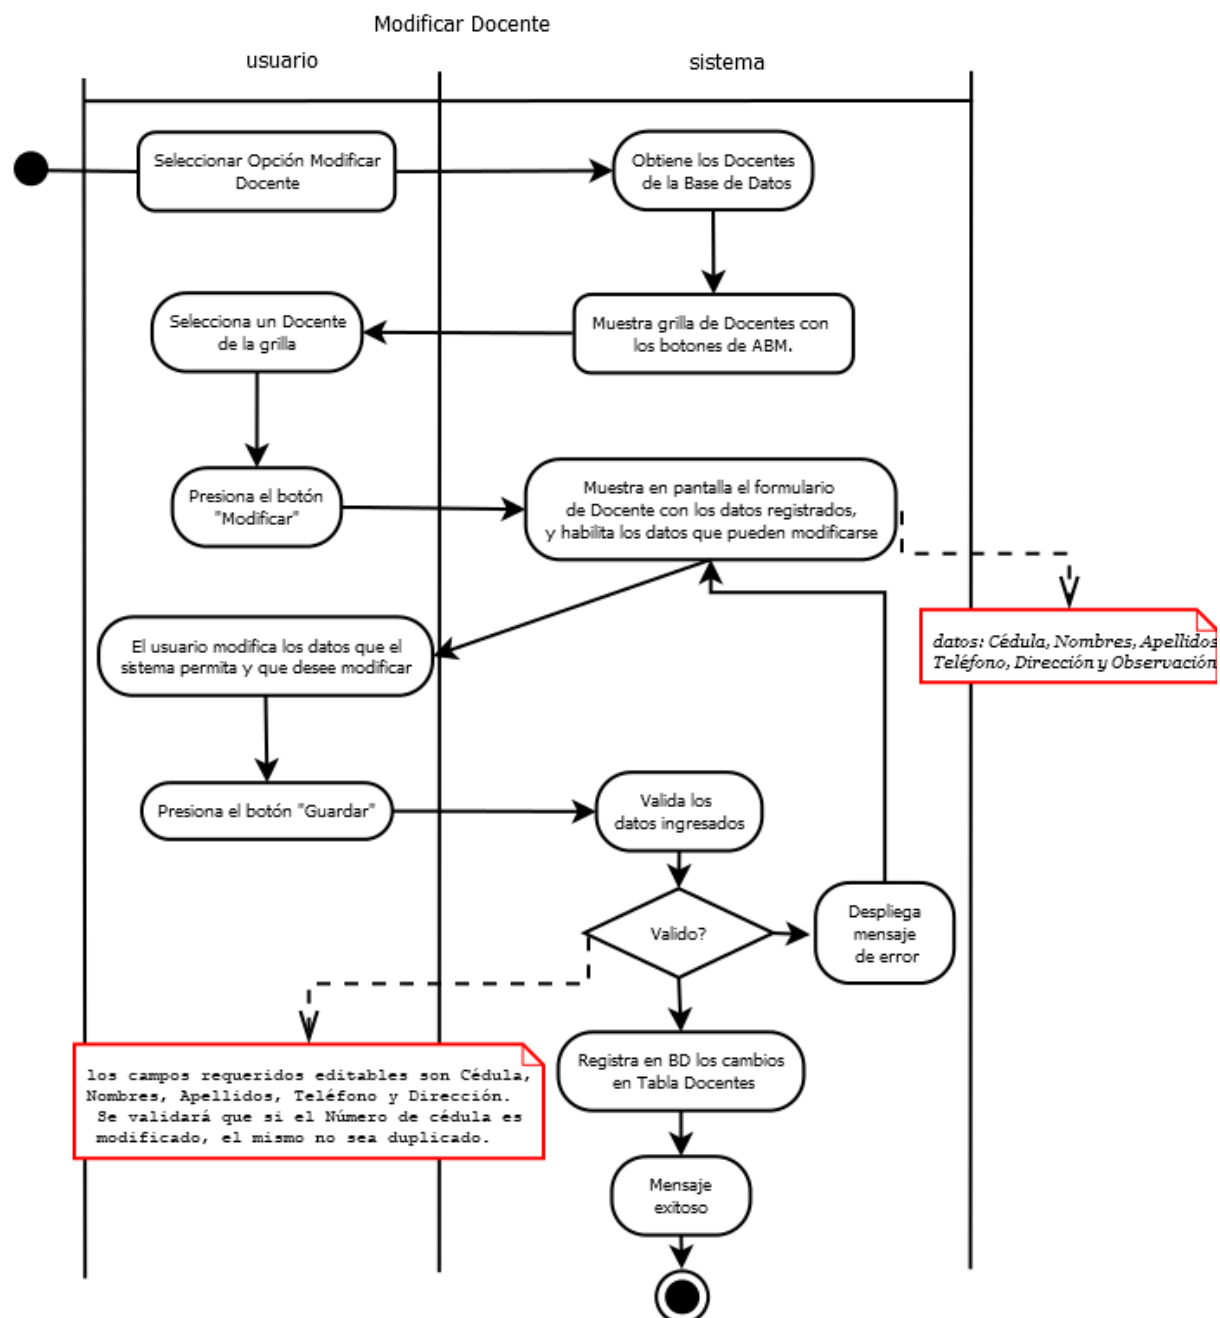 Modificar Docente
usuario
sistema
Seleccionar Opción Modificar
Docente
Obtiene los Docentes
de la Base de Datos
Selecciona un Docente
de la grilla
Muestra grilla de Docentes con
los botones de ABM.
Presiona el botón
"Modificar"
Muestra en pantalla el formulario
de Docente con los datos registrados,
y habilita los datos que pueden modificarse
El usuario modifica los datos que el
sistema permita y que desee modificar
datos: Cédula, Nombres, Apellidos
Teléfono, Dirección y Observación
Presiona el botón "Guardar"
Valida los
datos ingresados
Valido?
Despliega
mensaje
de error
los campos requeridos editables son Cédula,
Nombres, Apellidos, Teléfono y Dirección.
Se validará que si el Número de cédula es
modificado, el mismo no sea duplicado.
Registra en BD los cambios
en Tabla Docentes
Mensaje
exitoso